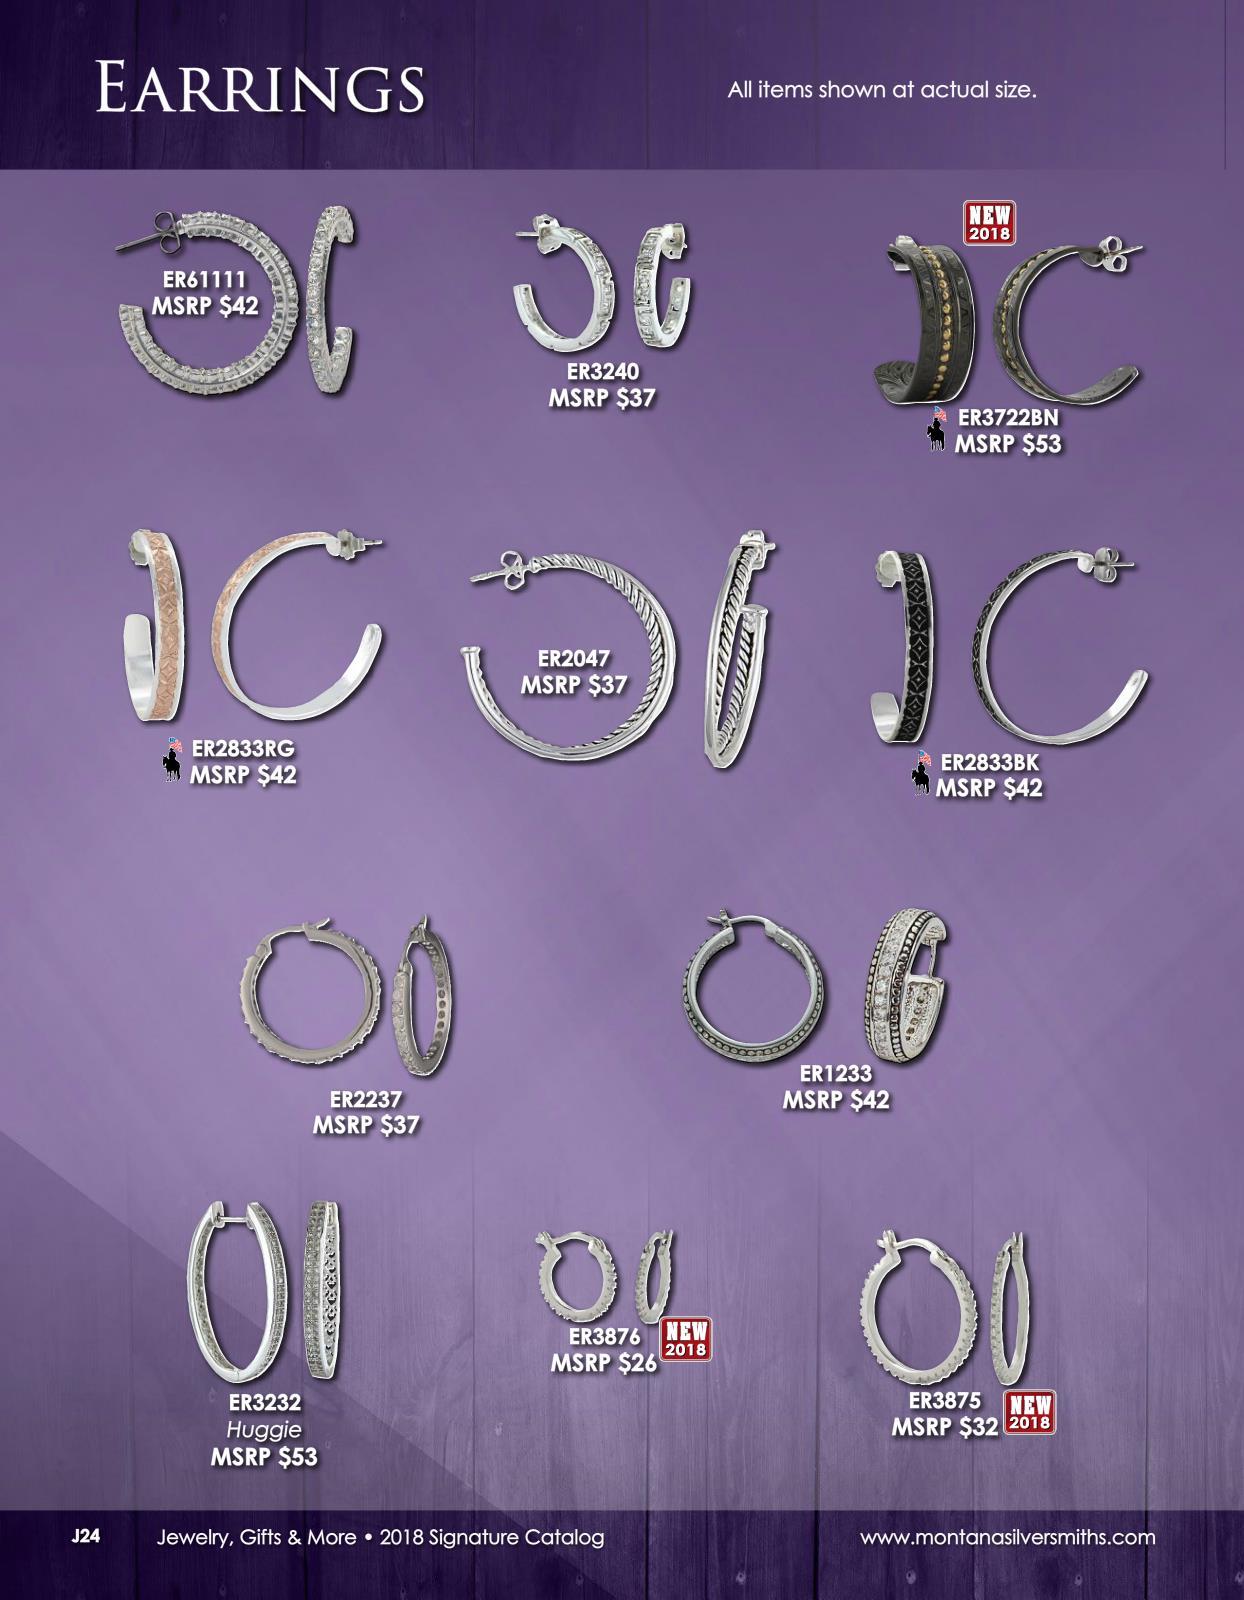 EARRINGS
All items shown at actual size.
ER61111
MSRP $42
ER3240
MSRP $37
NEW
2018
ER3722BN
MSRP $53
ER2833RG
MSRP $42
ER2047
MSRP $37
ER2833BK
MSRP $42
ER2237
MSRP $37
ER1233
MSRP $42
ER3232
Huggie
MSRP $53
ER3876
MSRP $26
NEW
2018
ER3875
MSRP $32
NEW
2018
J24
Jewelry, Gifts & More • 2018 Signature Catalog
www.montanasilversmiths.com